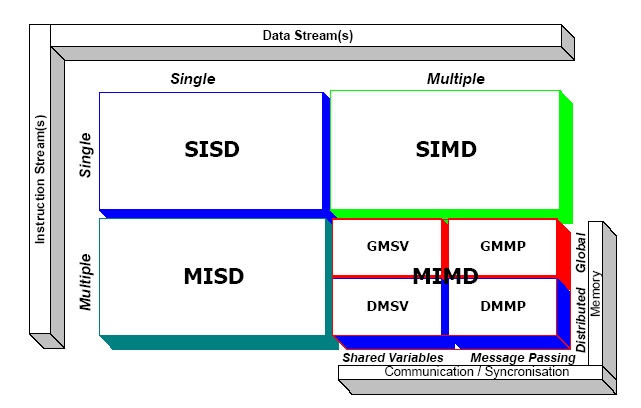 Data Stream(s)
Single
Multiple
Instruction Stream(s)
Single
SISD
SIMD
Multiple
MISD
MIMD
GMSV
GMMP
DMSV
DMMP
Global
Distributed
Memory
Shared Variables
Message Passing
Communication / Syncronisation